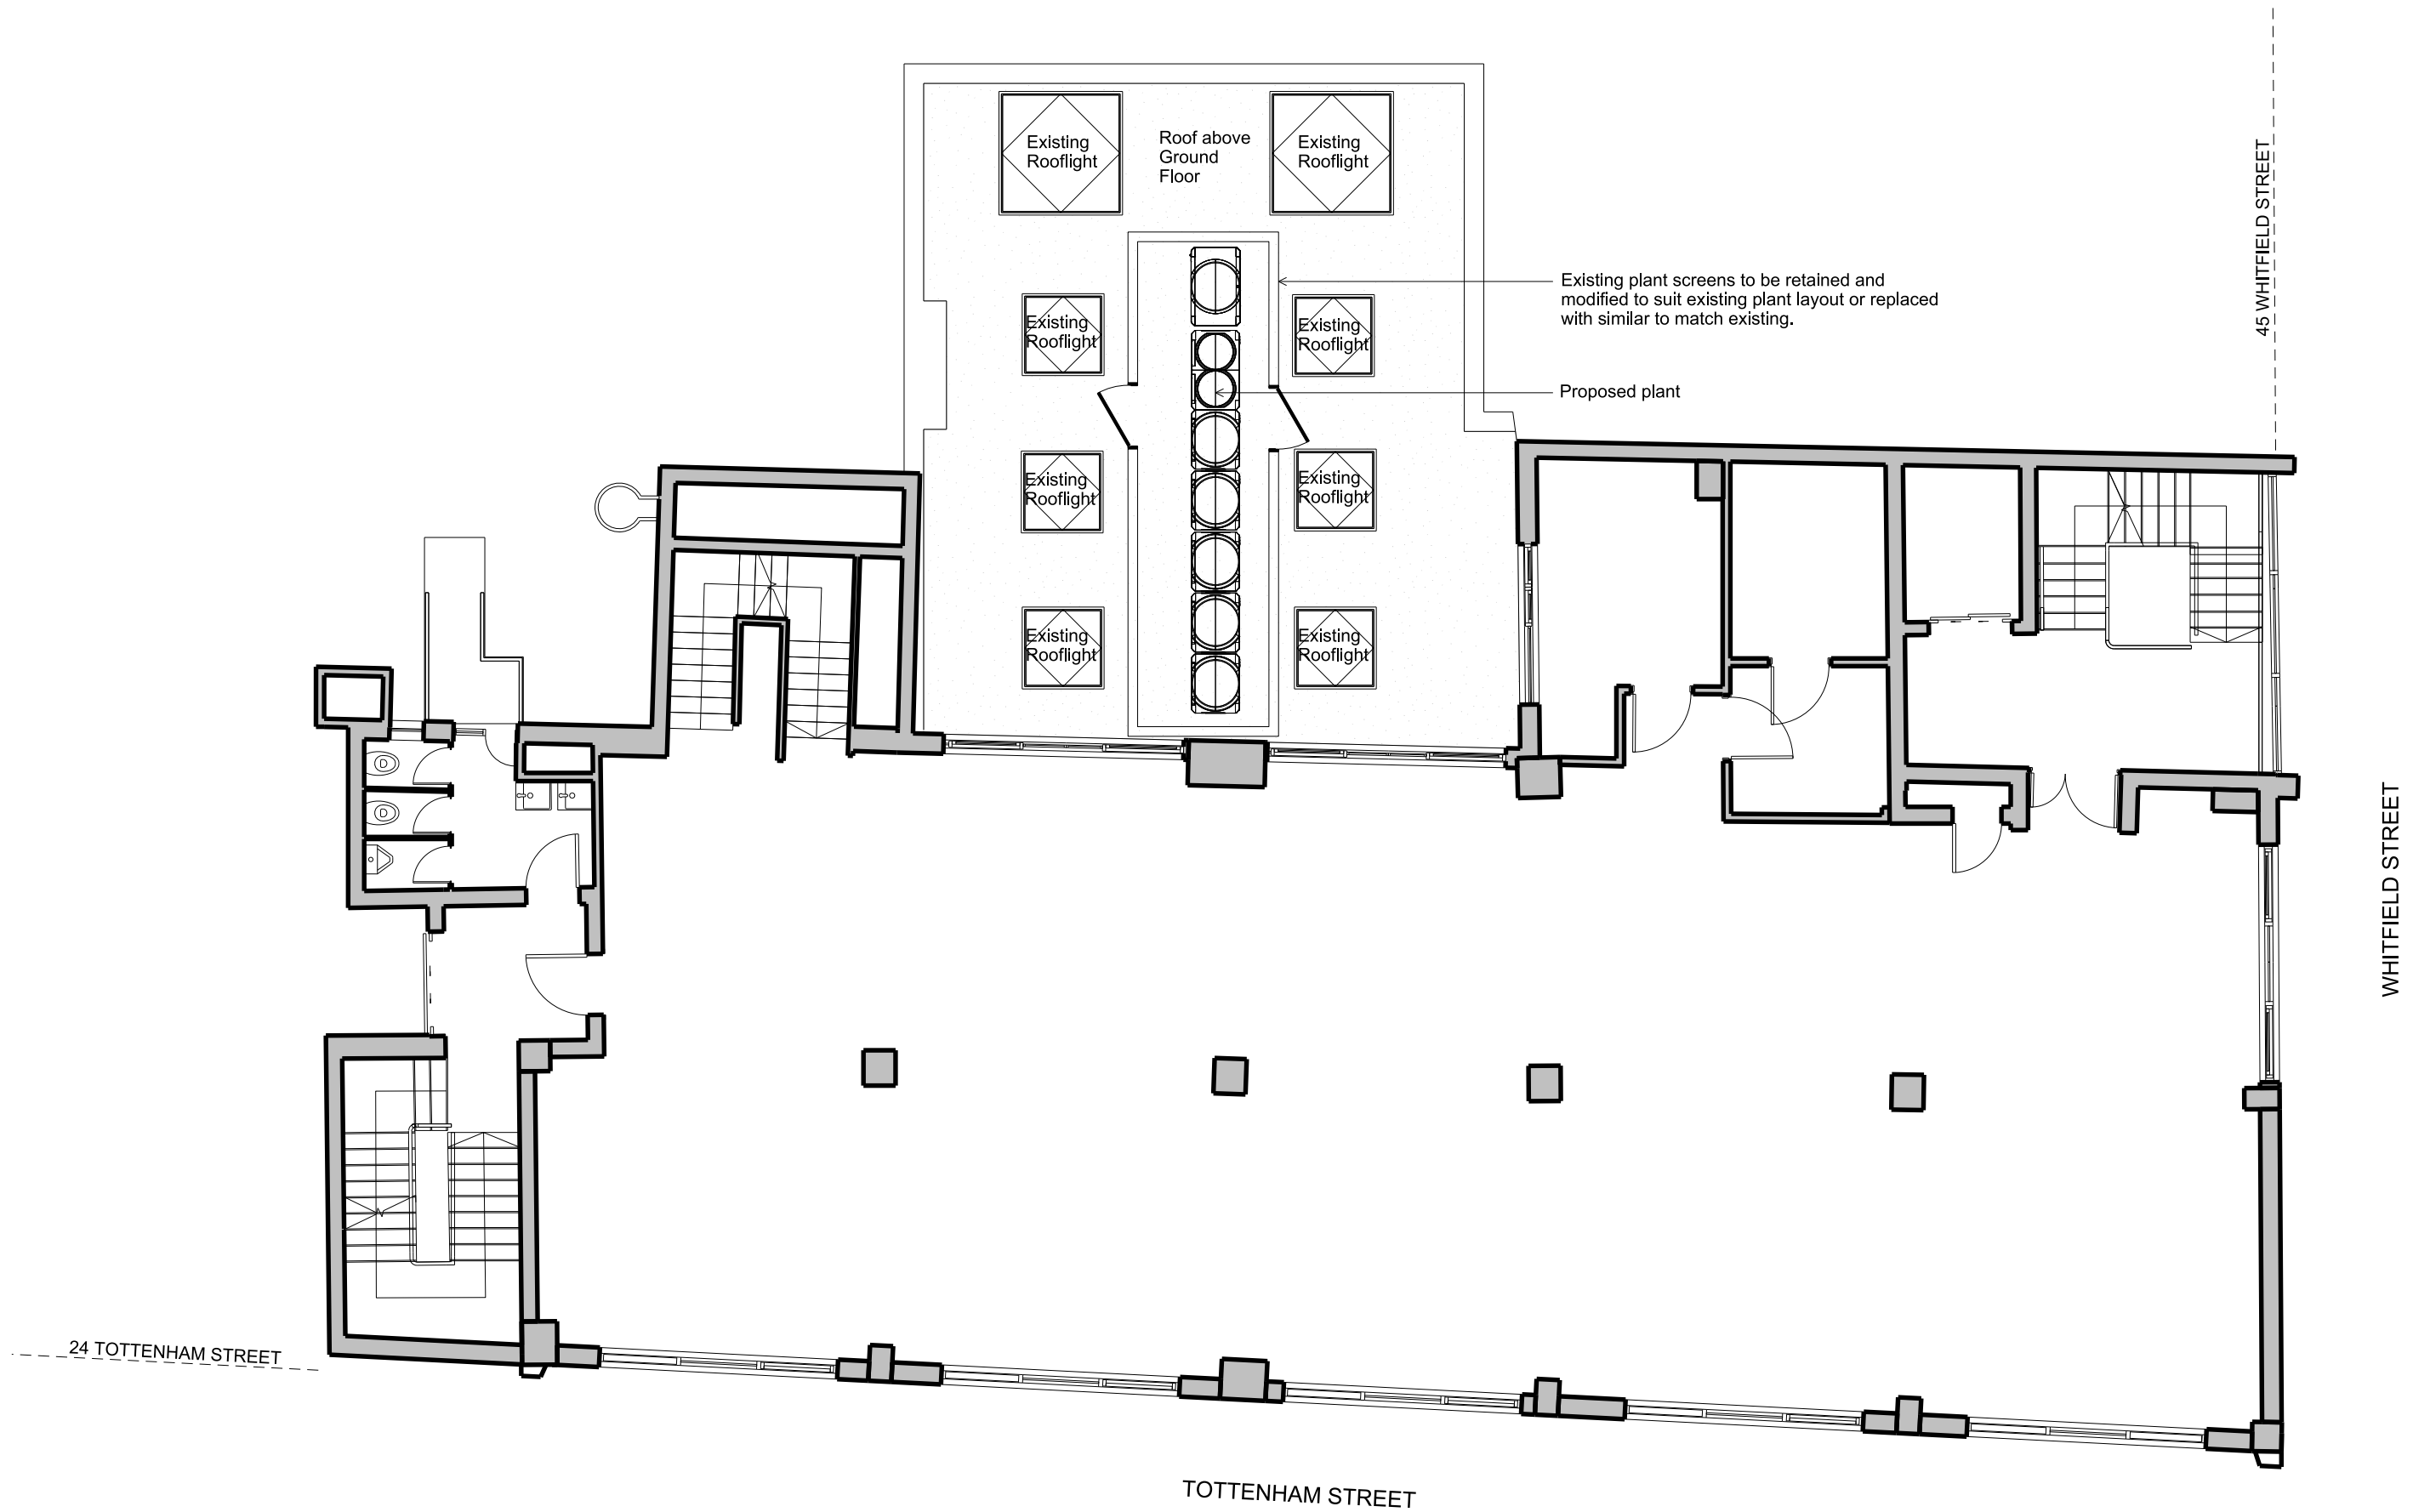 Existing
Rooflight
Roof above
Ground
Floor
Existing
Rooflight
45 WHITFIELD STREET
Existing plant screens to be retained and
modified to suit existing plant layout or replaced
with similar to match existing.
Existing
Rooflight
Existing
Rooflight
Proposed plant
Existing
Rooflight
Existing
Rooflight
Existing
Rooflight
Existing
Rooflight
WHITFIELD STREET
24 TOTTENHAM STREET
TOTTENHAM STREET